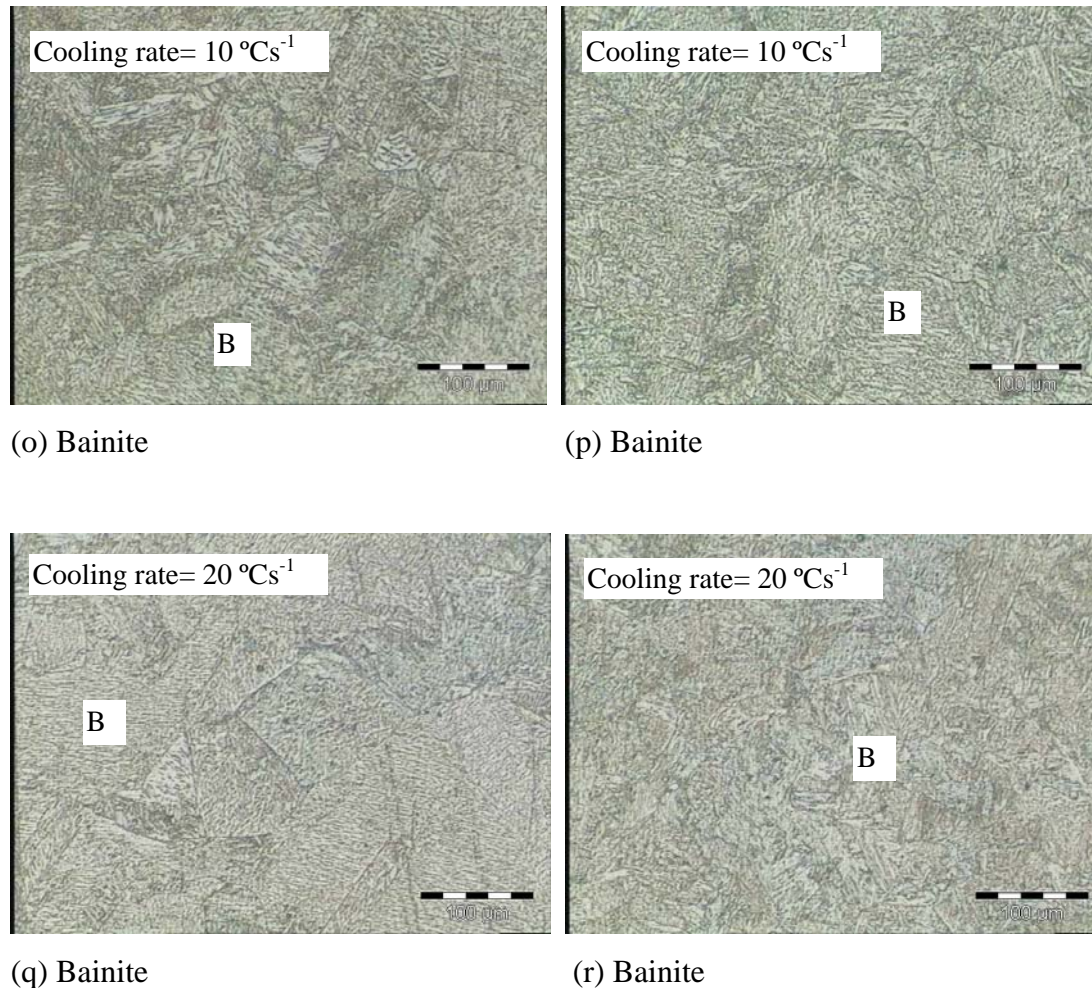 Cooling rate= 10 ºCs⁻¹
Cooling rate= 10 ºCs⁻¹
B
B
100 µm
100 µm
(o) Bainite
(p) Bainite
Cooling rate= 20 ºCs⁻¹
Cooling rate= 20 ºCs⁻¹
B
B
100 µm
100 µm
(q) Bainite
(r) Bainite